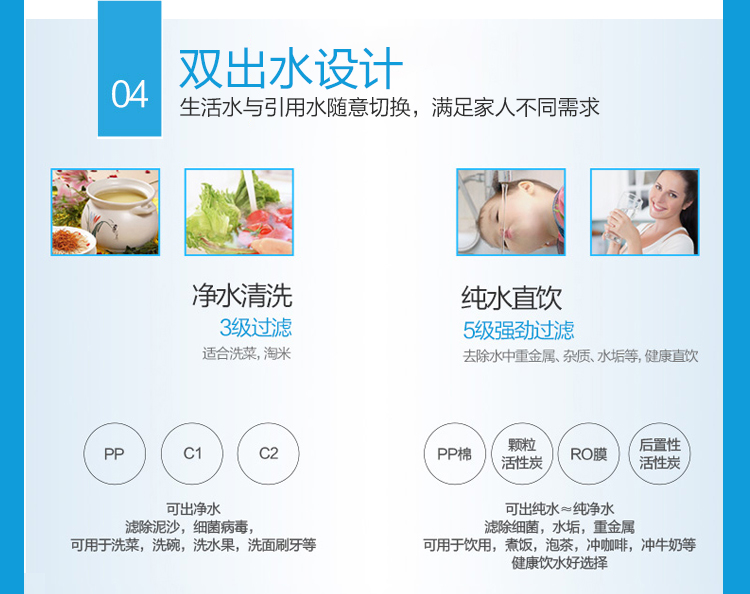 04
双出水设计
生活水与引用水随意切换，满足家人不同需求
净水清洗
3级过滤
适合洗菜，淘米
纯水直饮
5级强劲过滤
去除水中重金属、杂质、水垢等，健康直饮
PP
C1
C2
PP棉
颗粒
活性炭
RO膜
后置性
活性炭
可出净水
滤除泥沙，细菌病毒，
可用于洗菜，洗碗，洗水果，洗面刷牙等
可出纯水≈纯净水
滤除细菌，水垢，重金属
可用于饮用，煮饭，泡茶，冲咖啡，冲牛奶等
健康饮水好选择